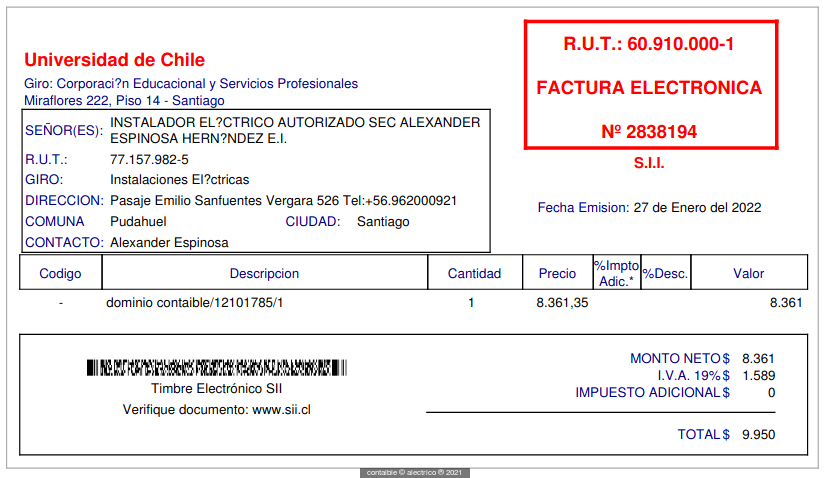 Universidad de Chile
Giro: Corporaci?n Educacional y Servicios Profesionales
Miraflores 222, Piso 14 - Santiago
R.U.T.: 60.910.000-1
FACTURA ELECTRONICA
Nº 2838194
S.I.I.
SEÑOR(ES): INSTALADOR EL?CTRICO AUTORIZADO SEC ALEXANDER
ESPINOSA HERN?NDEZ E.I.
R.U.T.: 77.157.982-5
GIRO: Instalaciones El?ctricas
DIRECCION: Pasaje Emilio Sanfuentes Vergara 526 Tel:+56.962000921
COMUNA Pudahuel CIUDAD: Santiago
CONTACTO: Alexander Espinosa
Fecha Emision: 27 de Enero del 2022
Codigo Descripcion Cantidad Precio %Impto Adic.* %Desc. Valor
- dominio contaible/12101785/1 1 8.361,35 8.361
Timbre Electrónico SII
Verifique documento: www.sii.cl
MONTO NETO $ 8.361
I.V.A. 19% $ 1.589
IMPUESTO ADICIONAL $ 0
TOTAL $ 9.950
contaible © alectrico ® 2021